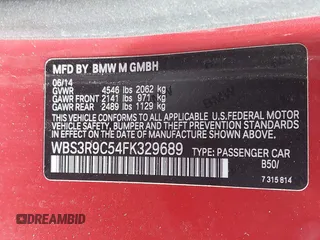 MFD BY BMW M GMBH
06/14
GVWR 4546 lbs 2062 kg
GAWR FRONT 2141 lbs 971 kg
GAWR REAR 2489 lbs 1129 kg
THIS VEHICLE CONFORMS TO ALL APPLICABLE U.S.FEDERAL MOTOR
VEHICLE SAFETY, BUMPER, AND THEFT PREVENTION STANDARDS
IN EFFECT ON THE DATE OF MANUFACTURE SHOWN ABOVE.
WBS3R9C54FK329689 TYPE: PASSENGER CAR
B50/
7 315 814
DREAMBID